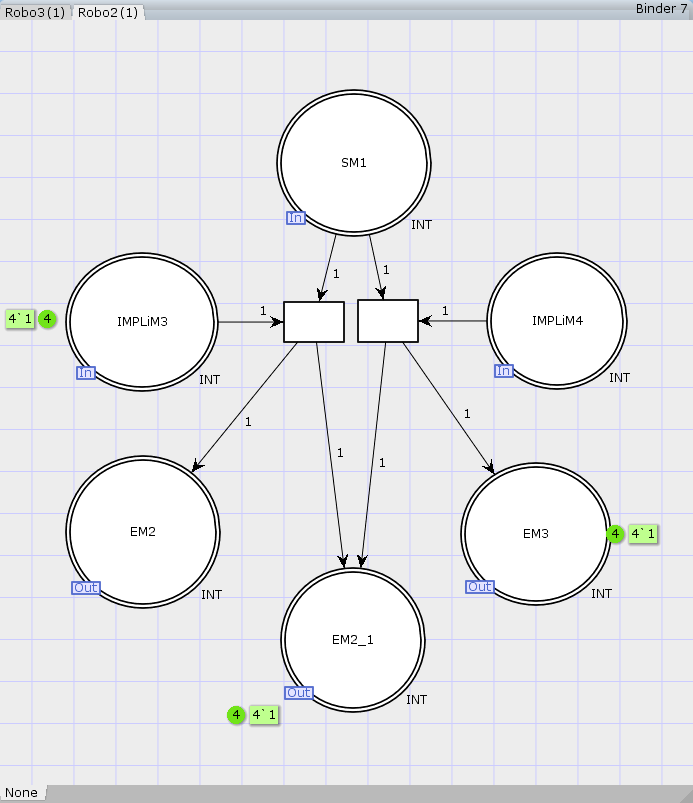 Robo3 (1) Robo2 (1) Binder 7
SM1
In
INT
1
1
4`1
4
IMPLiM3
In
INT
1
1
IMPLiM4
In
INT
1
1
1
1
EM2
Out
INT
EM3
Out
INT
4
4`1
EM2_1
Out
INT
4
4`1
None